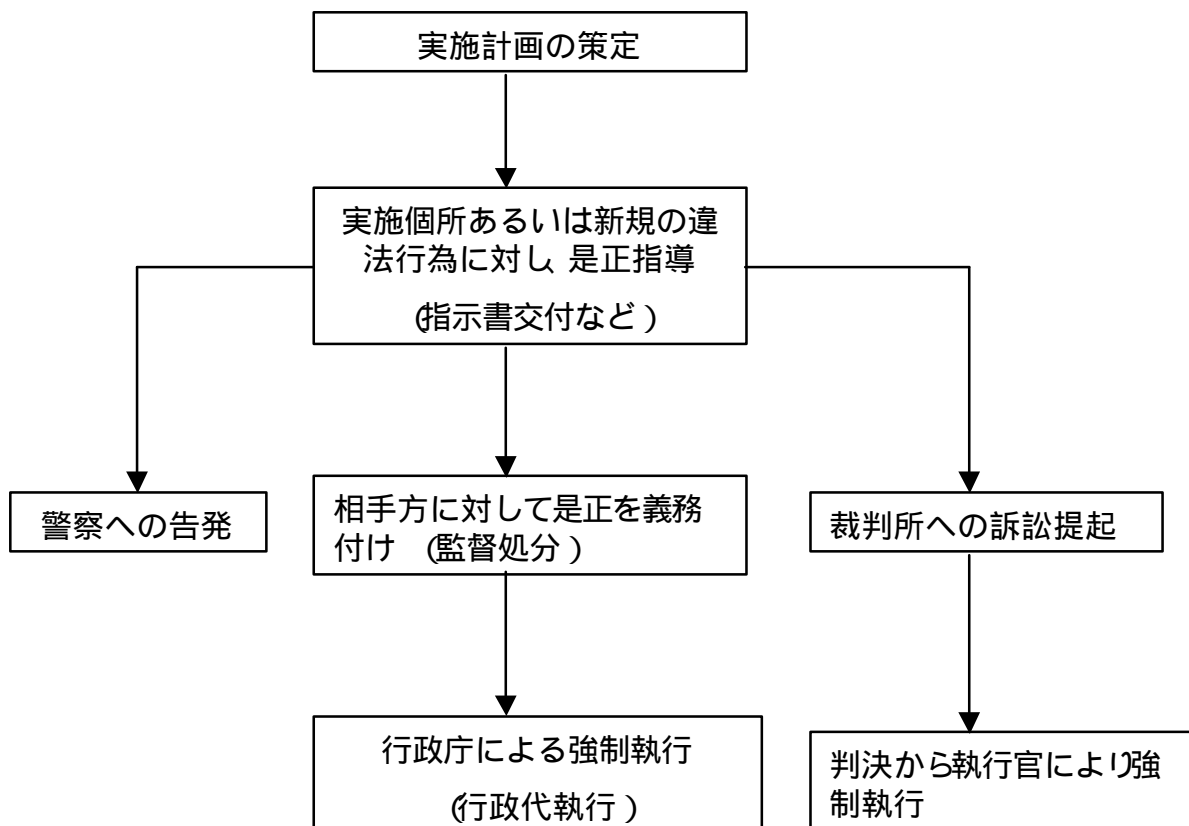 実施計画の策定
実施個所あるいは新規の違
法行為に対し、是正指導
(指示書交付など)
警察への告発
相手方に対して是正を義務
付け (監督処分)
裁判所への訴訟提起
行政庁による強制執行
(行政代執行)
判決から執行官により強
制執行